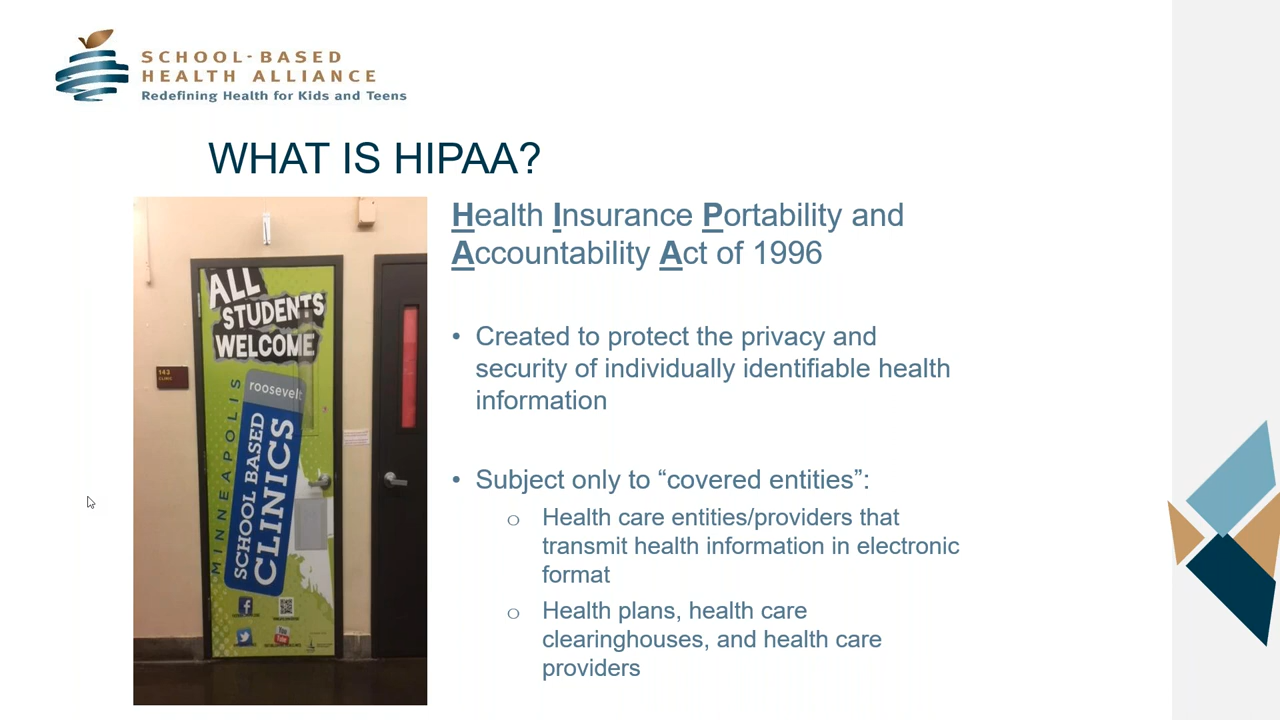 SCHOOL-BASED
HEALTH ALLIANCE
Redefining Health for Kids and Teens
WHAT IS HIPAA?
ALL
STUDENTS
WELCOME
143
CLINIC
MINNEAPOLIS
roosevelt
SCHOOL BASED
CLINICS
You
Tube
Health Insurance Portability and
Accountability Act of 1996
• Created to protect the privacy and
security of individually identifiable health
information
• Subject only to “covered entities”:
o Health care entities/providers that
transmit health information in electronic
format
o Health plans, health care
clearinghouses, and health care
providers